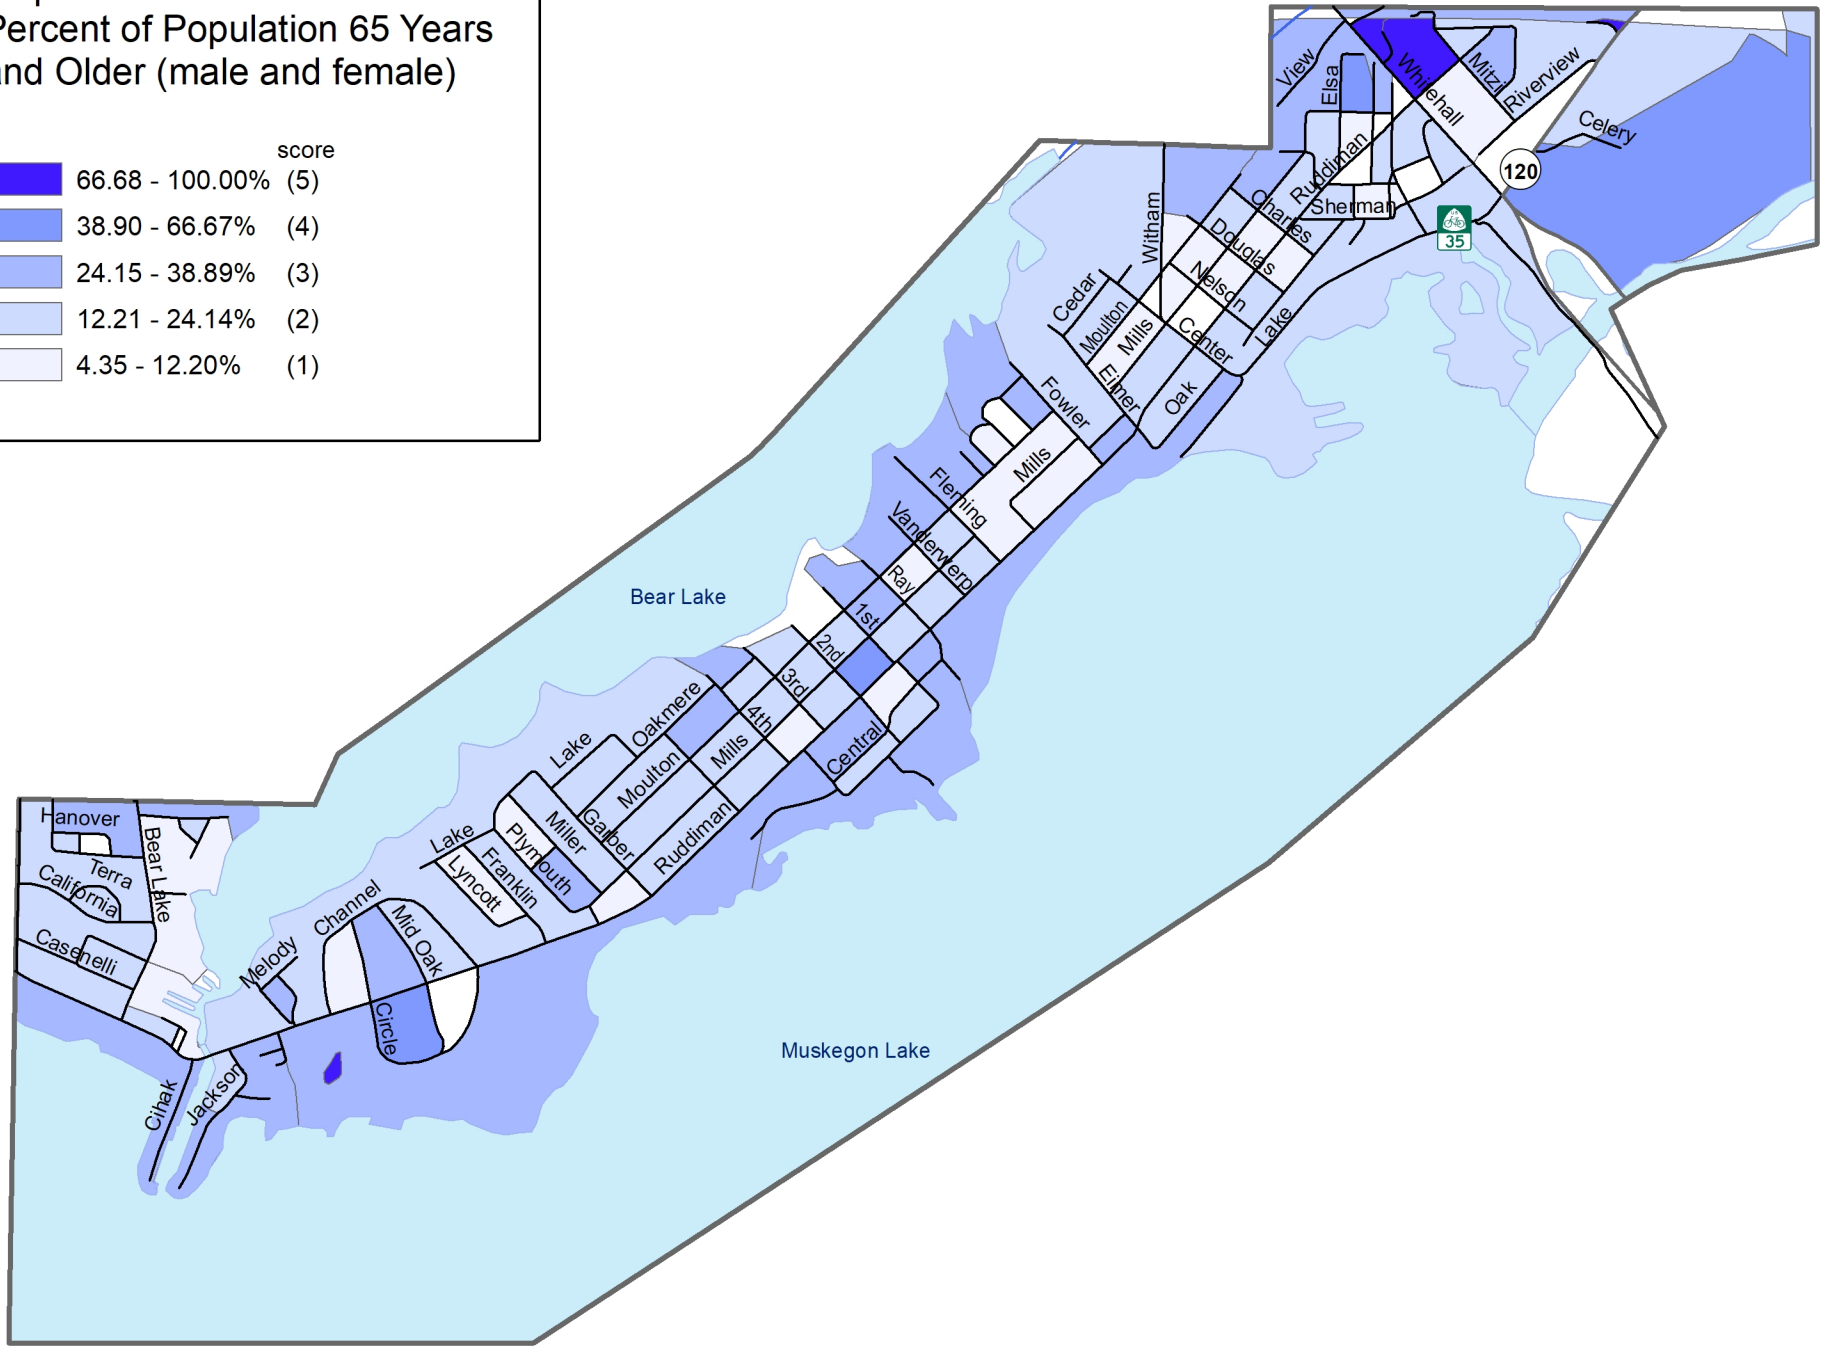 Percent of Population 65 Years
and Older (male and female)
score
66.68 - 100.00% (5)
38.90 - 66.67% (4)
24.15 - 38.89% (3)
12.21 - 24.14% (2)
4.35 - 12.20% (1)
View
Elsa
Whitehall
Mitzi
Riverview
Celery
120
Ruddiman
Sherman
35
Charles
Witham
Douglas
Nelson
Cedar
Moulton
Mills
Center
Lake
Eimer
Oak
Fowler
Mills
Fleming
Vanderwerp
Ray
Bear Lake
1st
2nd
3rd
4th
Oakmere
Lake
Moulton
Mills
Central
Garber
Miller
Ruddiman
Plymouth
Lake
Franklin
Lyncott
Hanover
Bear Lake
Terra
California
Casenelli
Channel
Mid Oak
Melody
Circle
Muskegon Lake
Cihak
Jackson